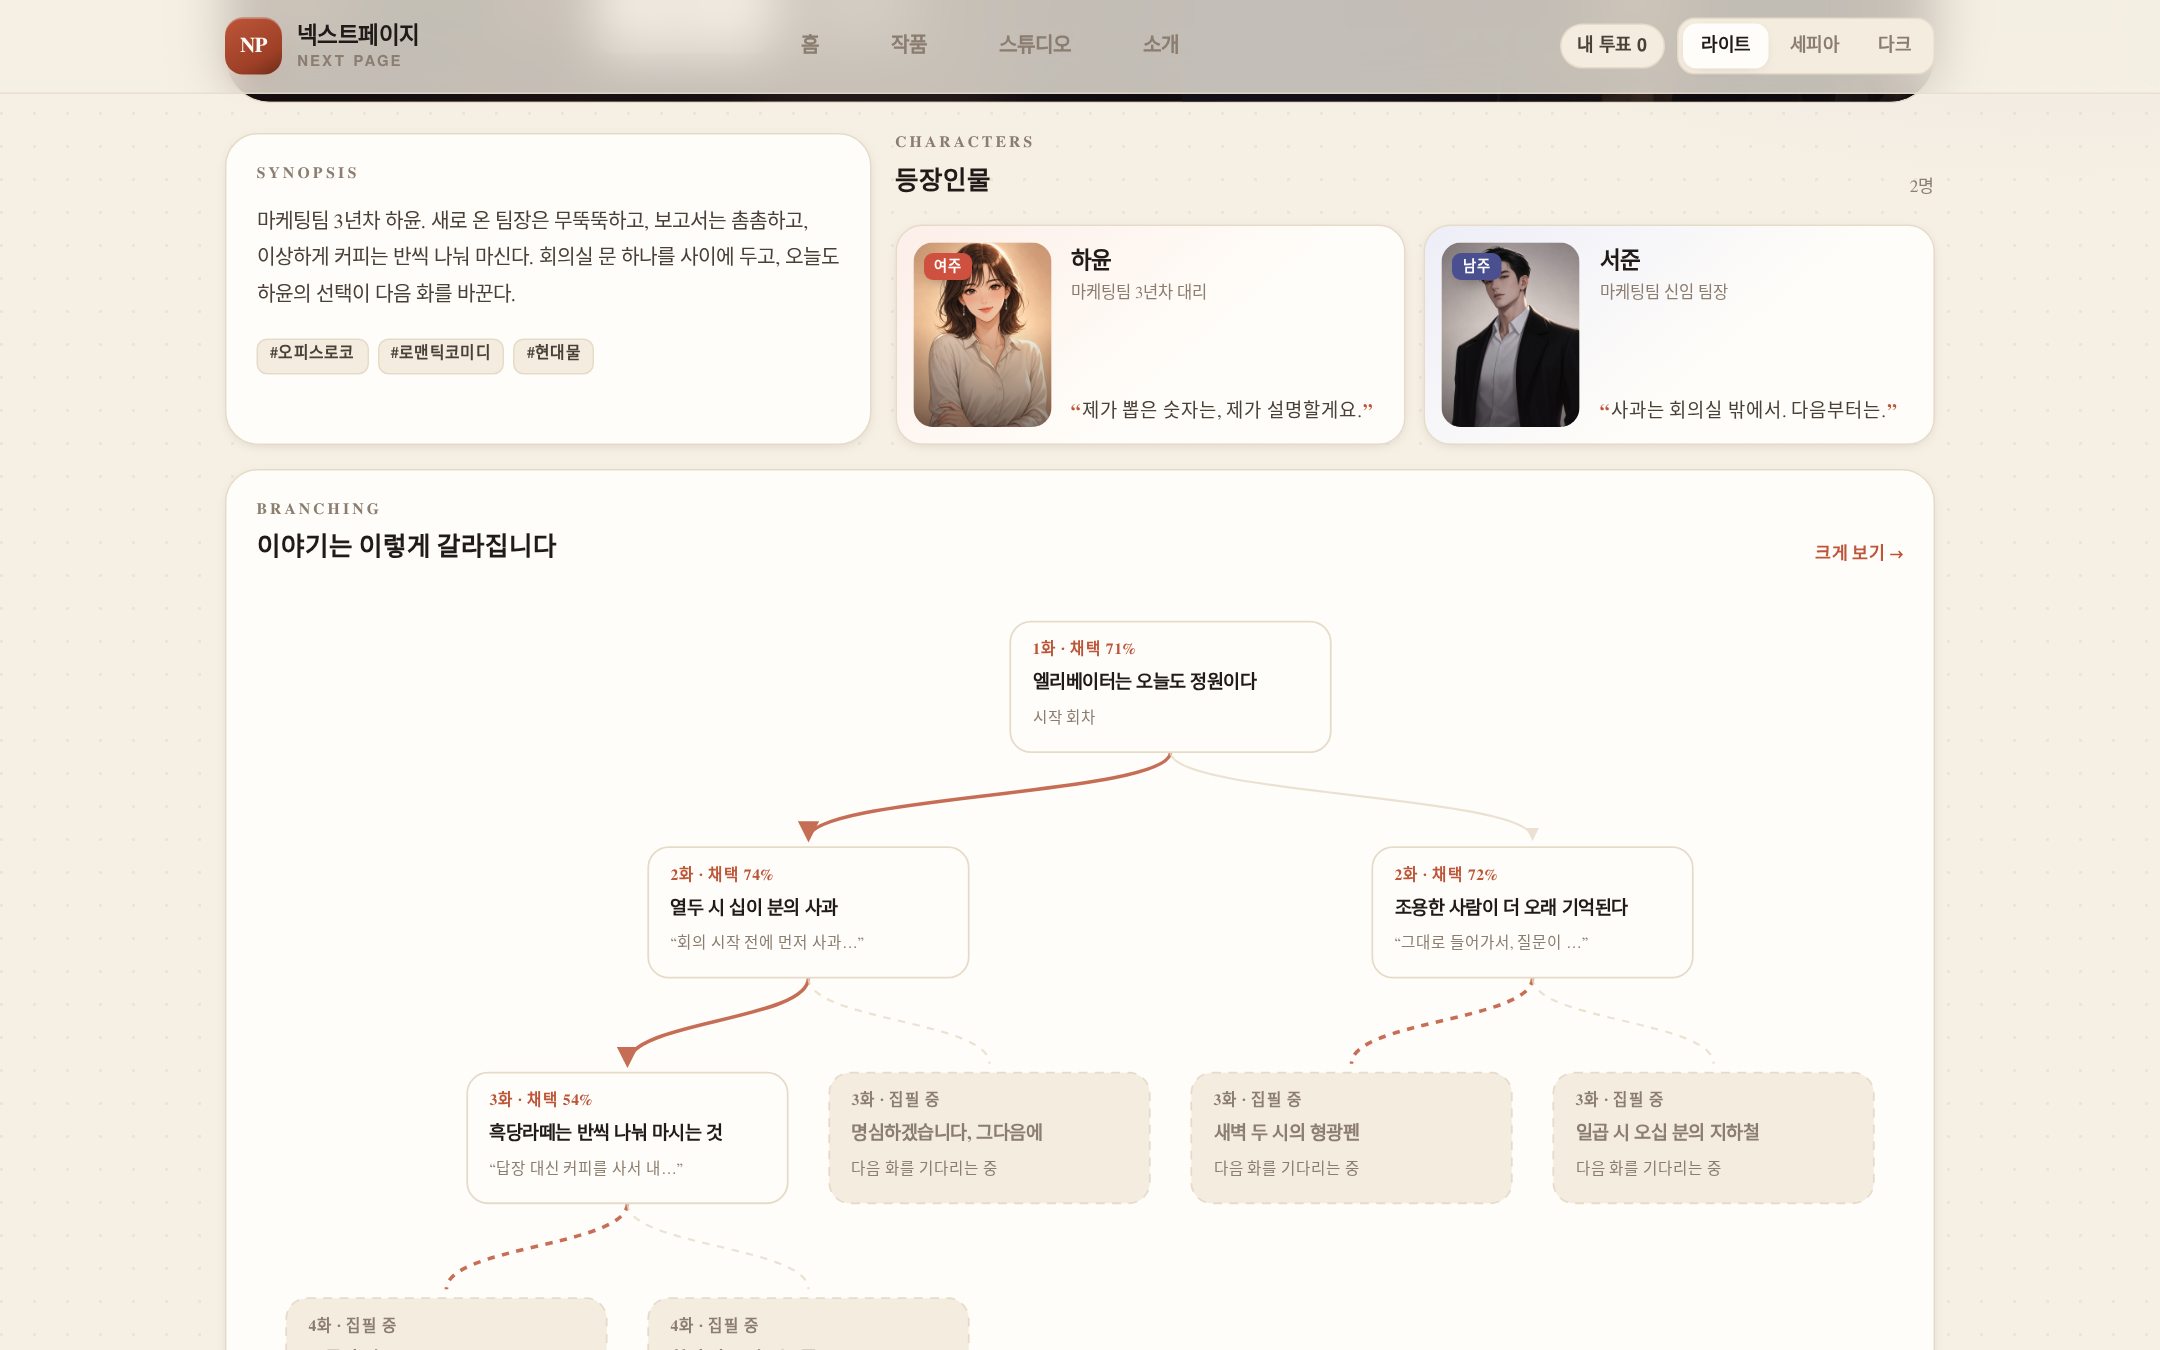 NP
넥스트페이지
NEXT PAGE
홈
작품
스튜디오
소개
내 투표 0
라이트
세피아
다크
SYNOPSIS
마케팅팀 3년차 하윤. 새로 온 팀장은 무뚝뚝하고, 보고서는 촘촘하고,
이상하게 커피는 반씩 나눠 마신다. 회의실 문 하나를 사이에 두고, 오늘도
하윤의 선택이 다음 화를 바꾼다.
#오피스로코
#로맨틱코미디
#현대물
CHARACTERS
등장인물
2명
여주
하윤
마케팅팀 3년차 대리
“제가 뽑은 숫자는, 제가 설명할게요.”
남주
서준
마케팅팀 신임 팀장
“사과는 회의실 밖에서. 다음부터는.”
BRANCHING
이야기는 이렇게 갈라집니다
크게 보기 →
1화 · 채택 71%
엘리베이터는 오늘도 정원이다
시작 회차
2화 · 채택 74%
열두 시 십이 분의 사과
“회의 시작 전에 먼저 사과…”
2화 · 채택 72%
조용한 사람이 더 오래 기억된다
“그대로 들어가서, 질문이 …”
3화 · 채택 54%
흑당라떼는 반씩 나눠 마시는 것
“답장 대신 커피를 사서 내…”
3화 · 집필 중
명심하겠습니다, 그다음에
다음 화를 기다리는 중
3화 · 집필 중
새벽 두 시의 형광펜
다음 화를 기다리는 중
3화 · 집필 중
일곱 시 오십 분의 지하철
다음 화를 기다리는 중
4화 · 집필 중
4화 · 집필 중